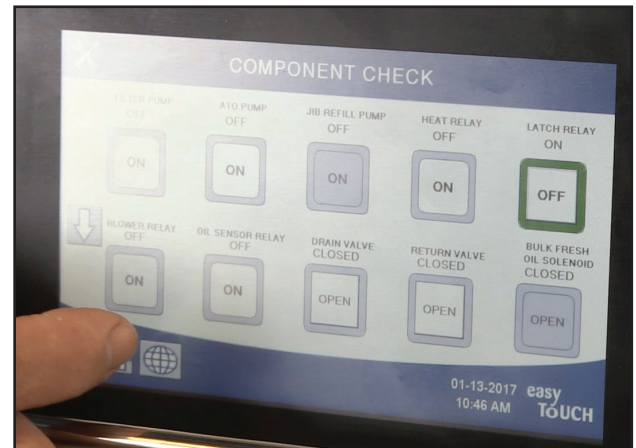 COMPONENT CHECK
FILTER PUMP
OFF
ON
ATO PUMP
OFF
ON
JIB REFILL PUMP
OFF
ON
HEAT RELAY
OFF
ON
LATCH RELAY
ON
OFF
BLOWER RELAY
OFF
ON
OIL SENSOR RELAY
OFF
ON
DRAIN VALVE
CLOSED
OPEN
RETURN VALVE
CLOSED
OPEN
BULK FRESH
OIL SOLENOID
CLOSED
OPEN
01-13-2017
10:46 AM
easy
ToUCH